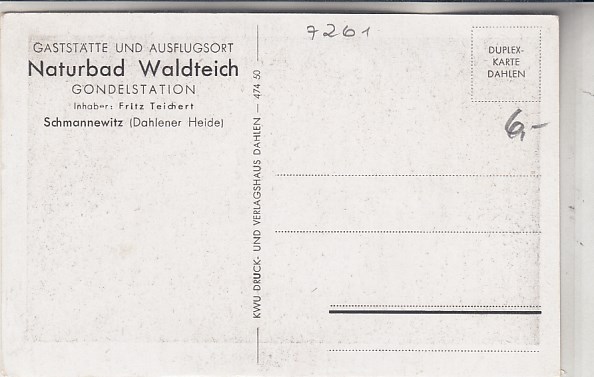 GASTSTÄTTE UND AUSFLUGSORT
Naturbad Waldteich
GONDELSTATION
Inhaber: Fritz Teichert
Schmannewitz (Dahlener Heide)
KWU DRUCK- UND VERLAGSHAUS DAHLEN — 474 50
7261
DUPLEX-
KARTE
DAHLEN
6,-